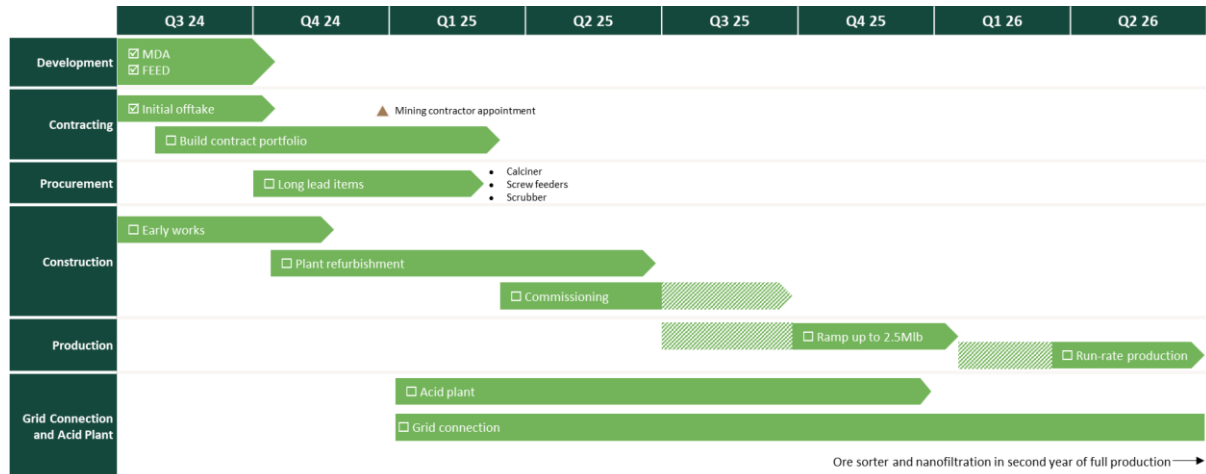 Q3 24 Q4 24 Q1 25 Q2 25 Q3 25 Q4 25 Q1 26 Q2 26
Development
☑ MDA
☑ FEED
Contracting
☑ Initial offtake
Mining contractor appointment
☐ Build contract portfolio
Procurement
☐ Long lead items
• Calciner
• Screw feeders
• Scrubber
Construction
☐ Early works
☐ Plant refurbishment
☐ Commissioning
Production
☐ Ramp up to 2.5Mlb
☐ Run-rate production
Grid Connection
and Acid Plant
☐ Acid plant
☐ Grid connection
Ore sorter and nanofiltration in second year of full production